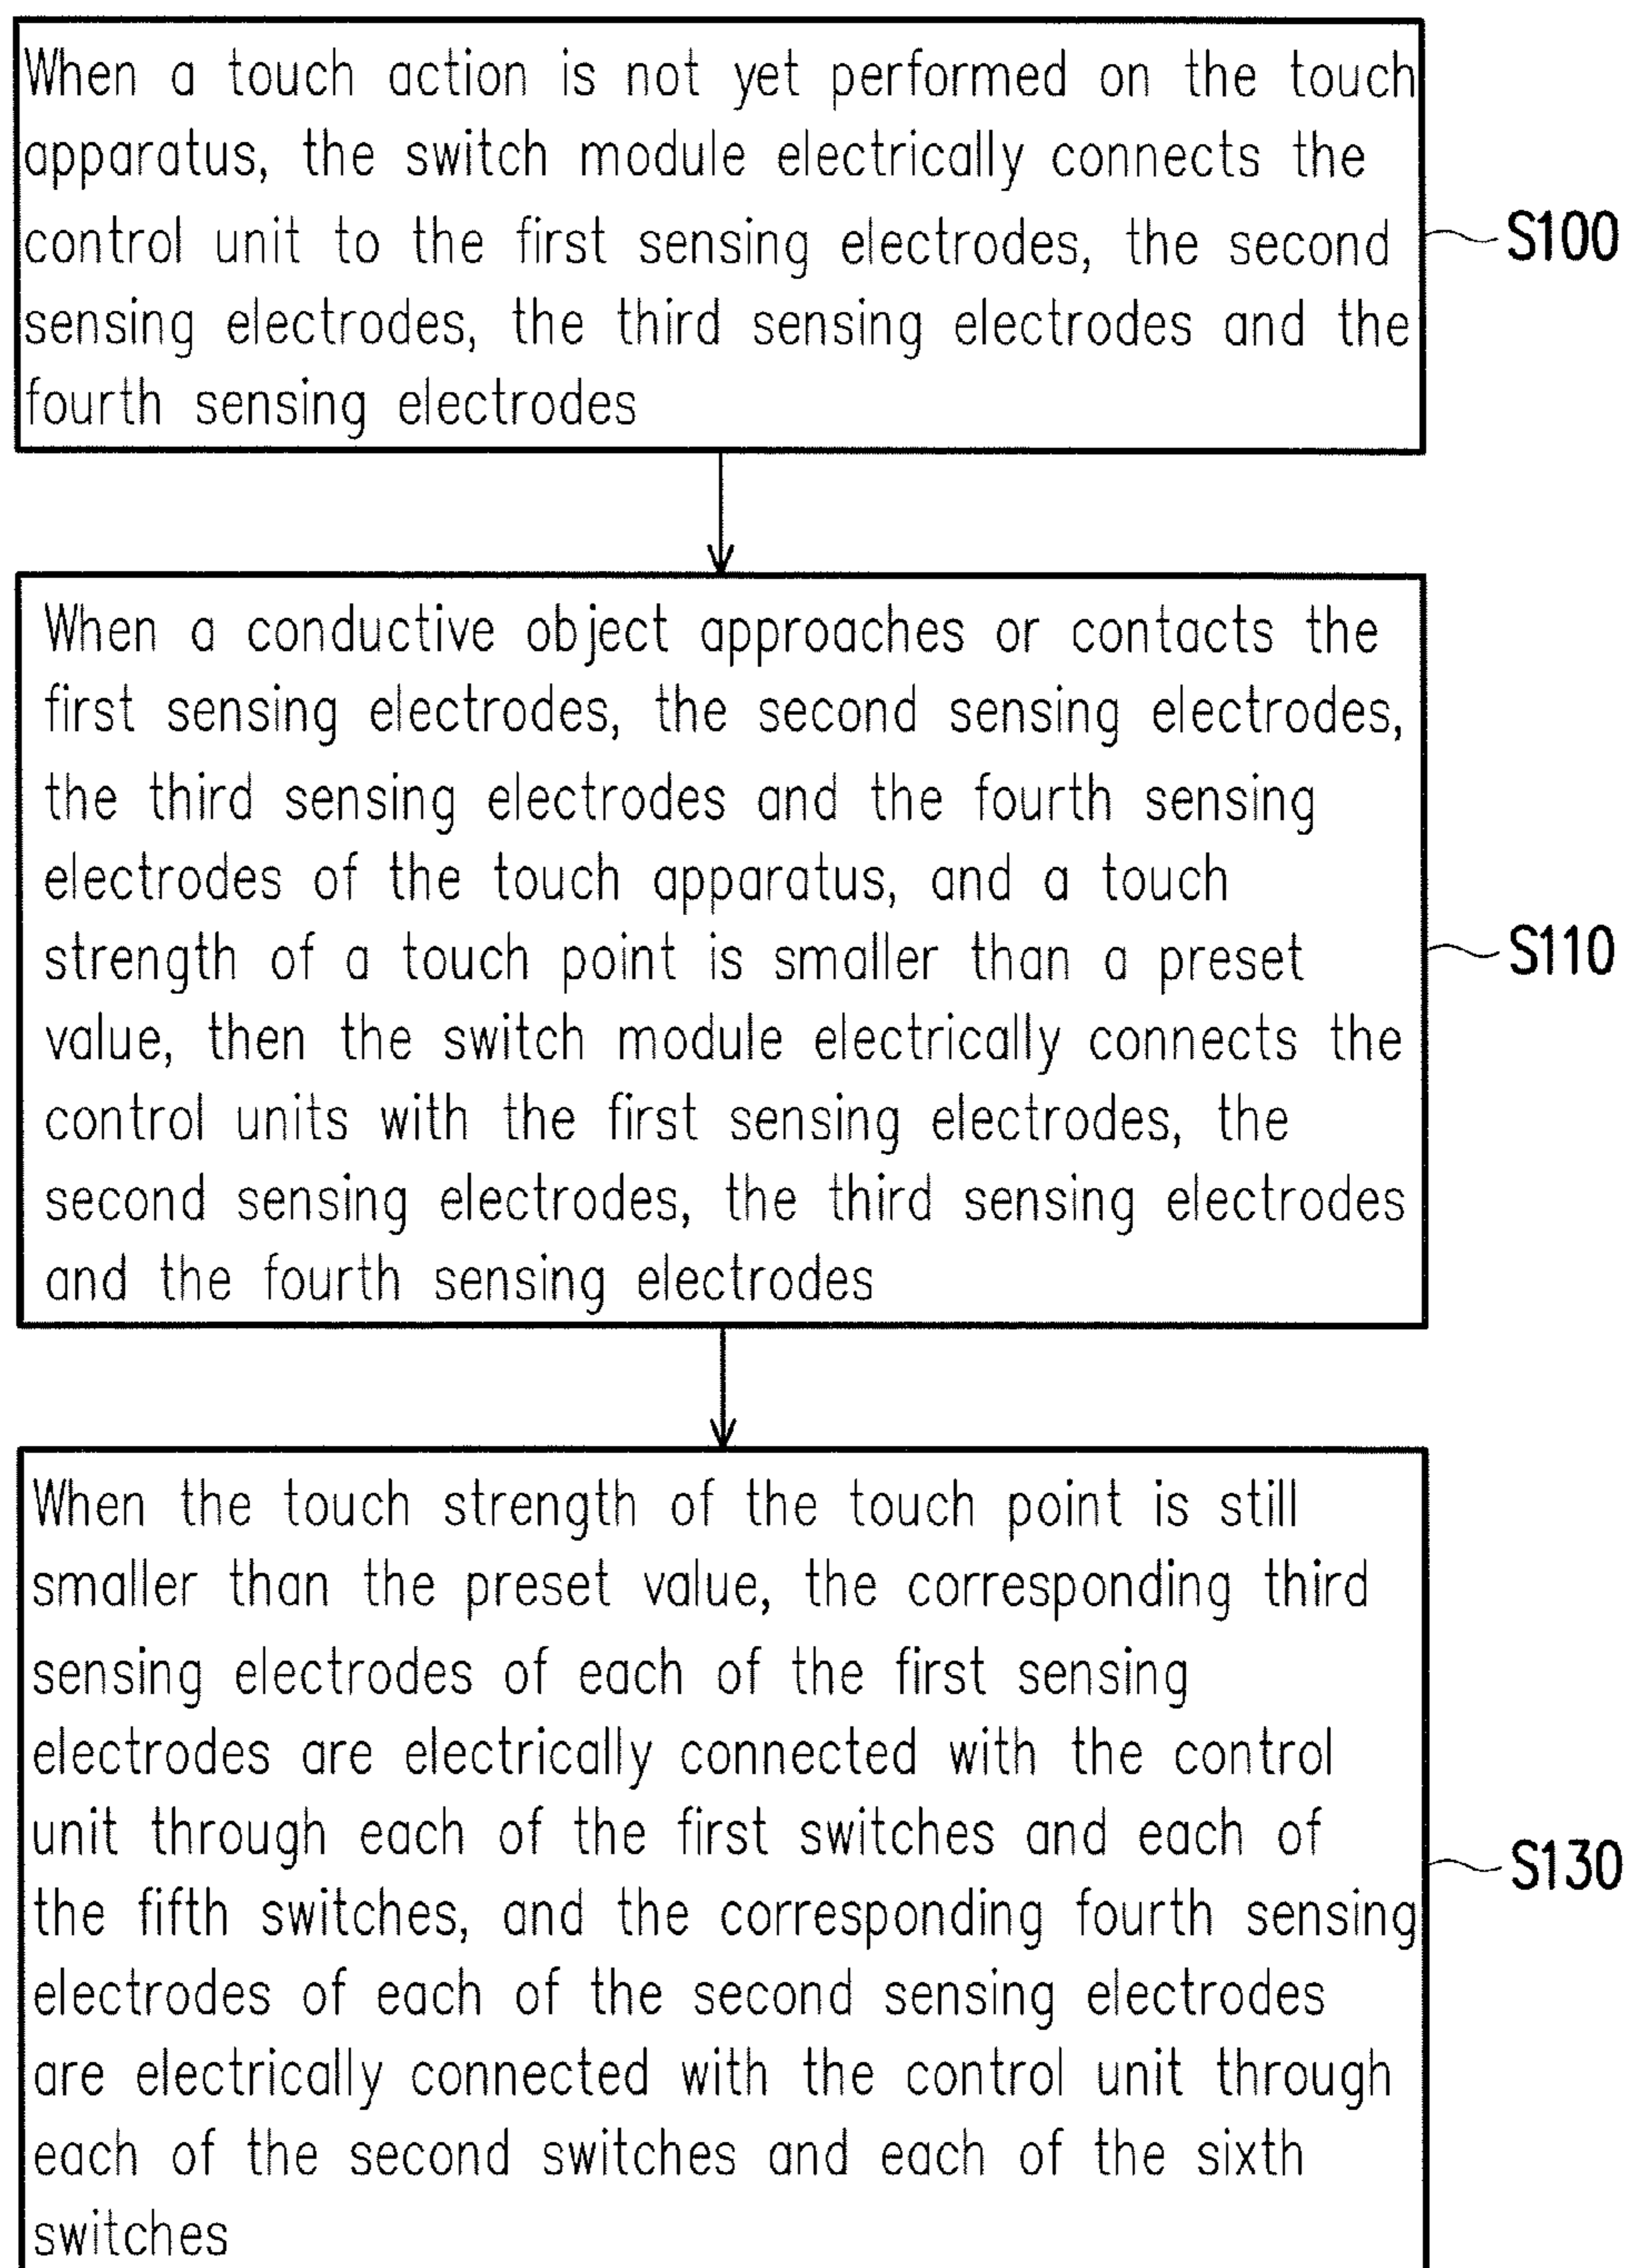 When a touch action is not yet performed on the touch
apparatus, the switch module electrically connects the
control unit to the first sensing electrodes, the second
sensing electrodes, the third sensing electrodes and the
fourth sensing electrodes
S100
When a conductive object approaches or contacts the
first sensing electrodes, the second sensing electrodes,
the third sensing electrodes and the fourth sensing
electrodes of the touch apparatus, and a touch
strength of a touch point is smaller than a preset
value, then the switch module electrically connects the
control units with the first sensing electrodes, the
second sensing electrodes, the third sensing electrodes
and the fourth sensing electrodes
S110
When the touch strength of the touch point is still
smaller than the preset value, the corresponding third
sensing electrodes of each of the first sensing
electrodes are electrically connected with the control
unit through each of the first switches and each of
the fifth switches, and the corresponding fourth sensing
electrodes of each of the second sensing electrodes
are electrically connected with the control unit through
each of the second switches and each of the sixth
switches
S130